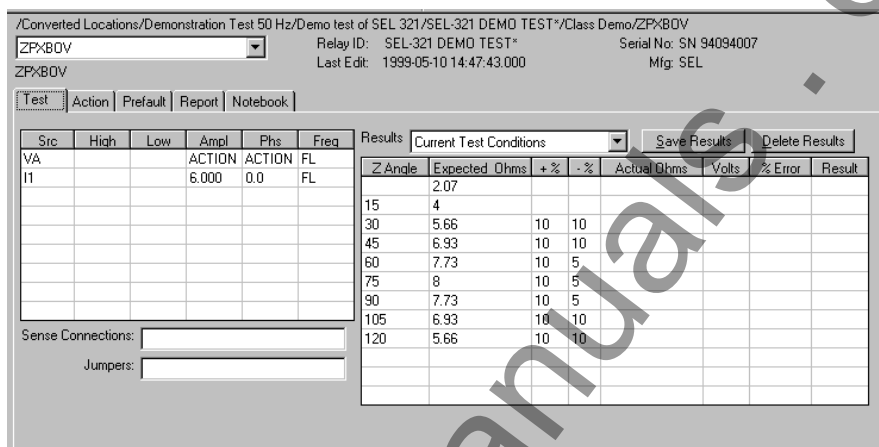 /Converted Locations/Demonstration Test 50 Hz/Demo test of SEL 321/SEL-321 DEMO TEST*/Class Demo/ZPXBOV
ZPXBOV Relay ID: SEL-321 DEMO TEST* Serial No: SN 94094007
ZPXBOV Last Edit: 1999-05-10 14:47:43.000 Mfg: SEL
Test Action Prefault Report Notebook
Results Current Test Conditions Save Results Delete Results
Src High Low Ampl Phs Freq
VA ACTION ACTION FL
I1 6.000 0.0 FL
Sense Connections:
Jumpers:
Z Angle Expected Ohms + % - % Actual Ohms Volts % Error Result
2.07
15 4
30 5.66 10 10
45 6.93 10 10
60 7.73 10 5
75 8 10 5
90 7.73 10 5
105 6.93 10 10
120 5.66 10 10
anuals.